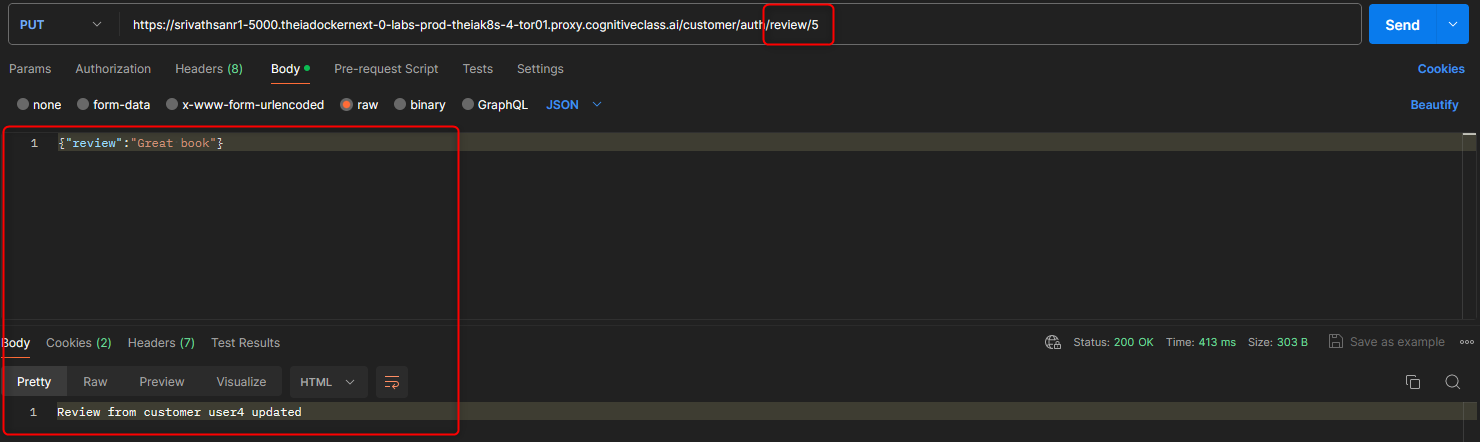 PUT https://srivathsanr1-5000.theiadockernext-0-labs-prod-theiak8s-4-tor01.proxy.cognitiveclass.ai/customer/auth/review/5 Send
Params Authorization Headers (8) Body Pre-request Script Tests Settings Cookies
none form-data x-www-form-urlencoded raw binary GraphQL JSON Beautify
1 {"review":"Great book"}
Body Cookies (2) Headers (7) Test Results Status: 200 OK Time: 413 ms Size: 303 B Save as example
Pretty Raw Preview Visualize HTML
1 Review from customer user4 updated